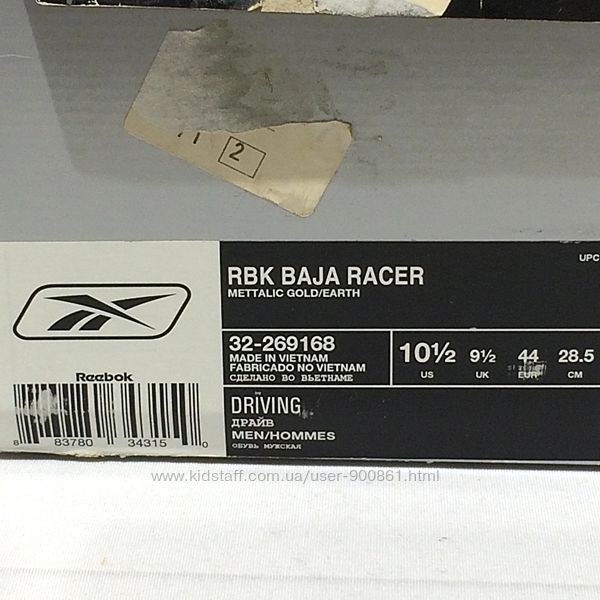 2
UPC
RBK BAJA RACER
METTALIC GOLD/EARTH
32-269168
MADE IN VIETNAM
FABRICADO NO VIETNAM
СДЕЛАНО ВО ВЬЕТНАМЕ
10½ 9½ 44 28.5
US UK EUR CM
Reebok
8 83780 34315 0
DRIVING
ДРАЙВ
MEN/HOMMES
ОБУВЬ МУЖСКАЯ
www.kidstaff.com.ua/user-900861.html